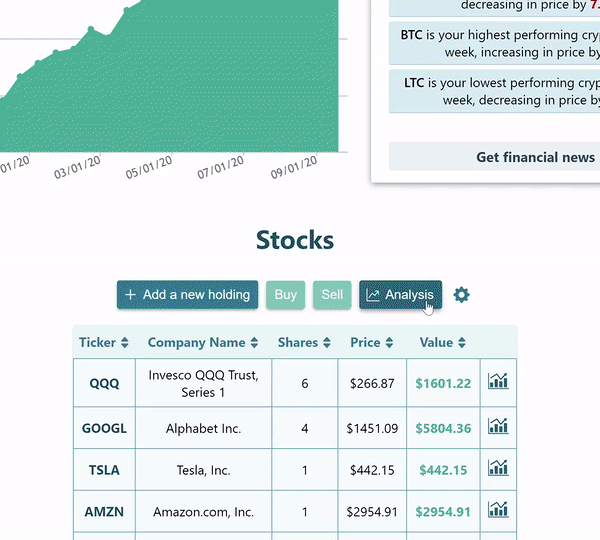 decreasing in price by 7.
BTC is your highest performing cryp
week, increasing in price by
LTC is your lowest performing cryp
week, decreasing in price by
01/20
03/01/20
05/01/20
07/01/20
09/01/20
Get financial news
Stocks
+ Add a new holding Buy Sell Analysis
Ticker Company Name Shares Price Value
QQQ Invesco QQQ Trust, Series 1 6 $266.87 $1601.22
GOOGL Alphabet Inc. 4 $1451.09 $5804.36
TSLA Tesla, Inc. 1 $442.15 $442.15
AMZN Amazon.com, Inc. 1 $2954.91 $2954.91